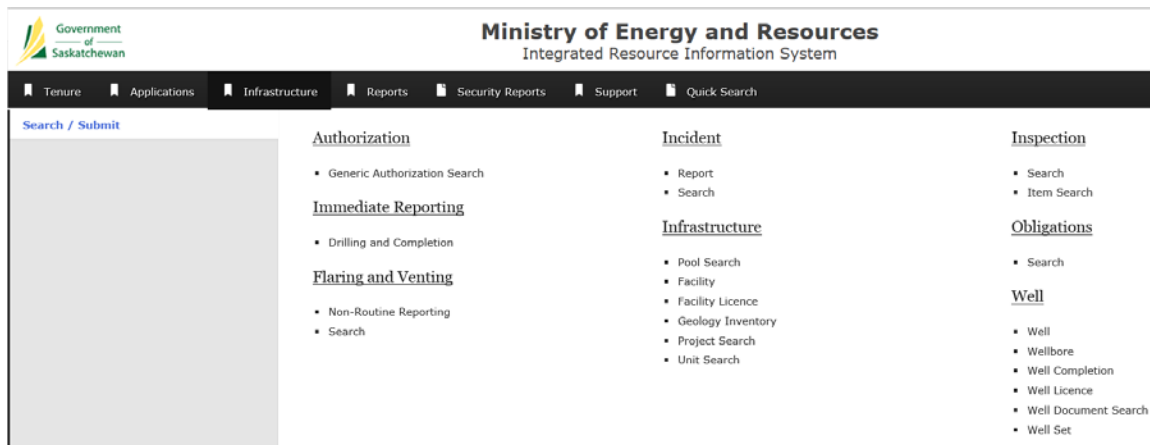 Government
of
Saskatchewan
Ministry of Energy and Resources
Integrated Resource Information System
Tenure
Applications
Infrastructure
Reports
Security Reports
Support
Quick Search
Search / Submit
Authorization
Generic Authorization Search
Immediate Reporting
Drilling and Completion
Flaring and Venting
Non-Routine Reporting
Search
Incident
Report
Search
Infrastructure
Pool Search
Facility
Facility Licence
Geology Inventory
Project Search
Unit Search
Inspection
Search
Item Search
Obligations
Search
Well
Well
Wellbore
Well Completion
Well Licence
Well Document Search
Well Set